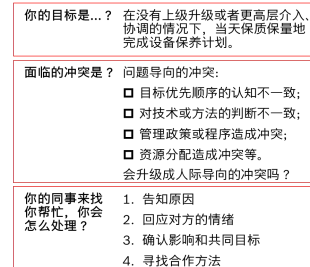 你的目标是...？ 在没有上级升级或者更高层介入、
协调的情况下，当天保质保量地
完成设备保养计划。
面临的冲突是？ 问题导向的冲突:
目标优先顺序的认知不一致;
对技术或方法的判断不一致;
管理政策或程序造成冲突;
资源分配造成冲突等。
会升级成人际导向的冲突吗？
你的同事来找
你帮忙，你会
怎么处理？
1. 告知原因
2. 回应对方的情绪
3. 确认影响和共同目标
4. 寻找合作方法